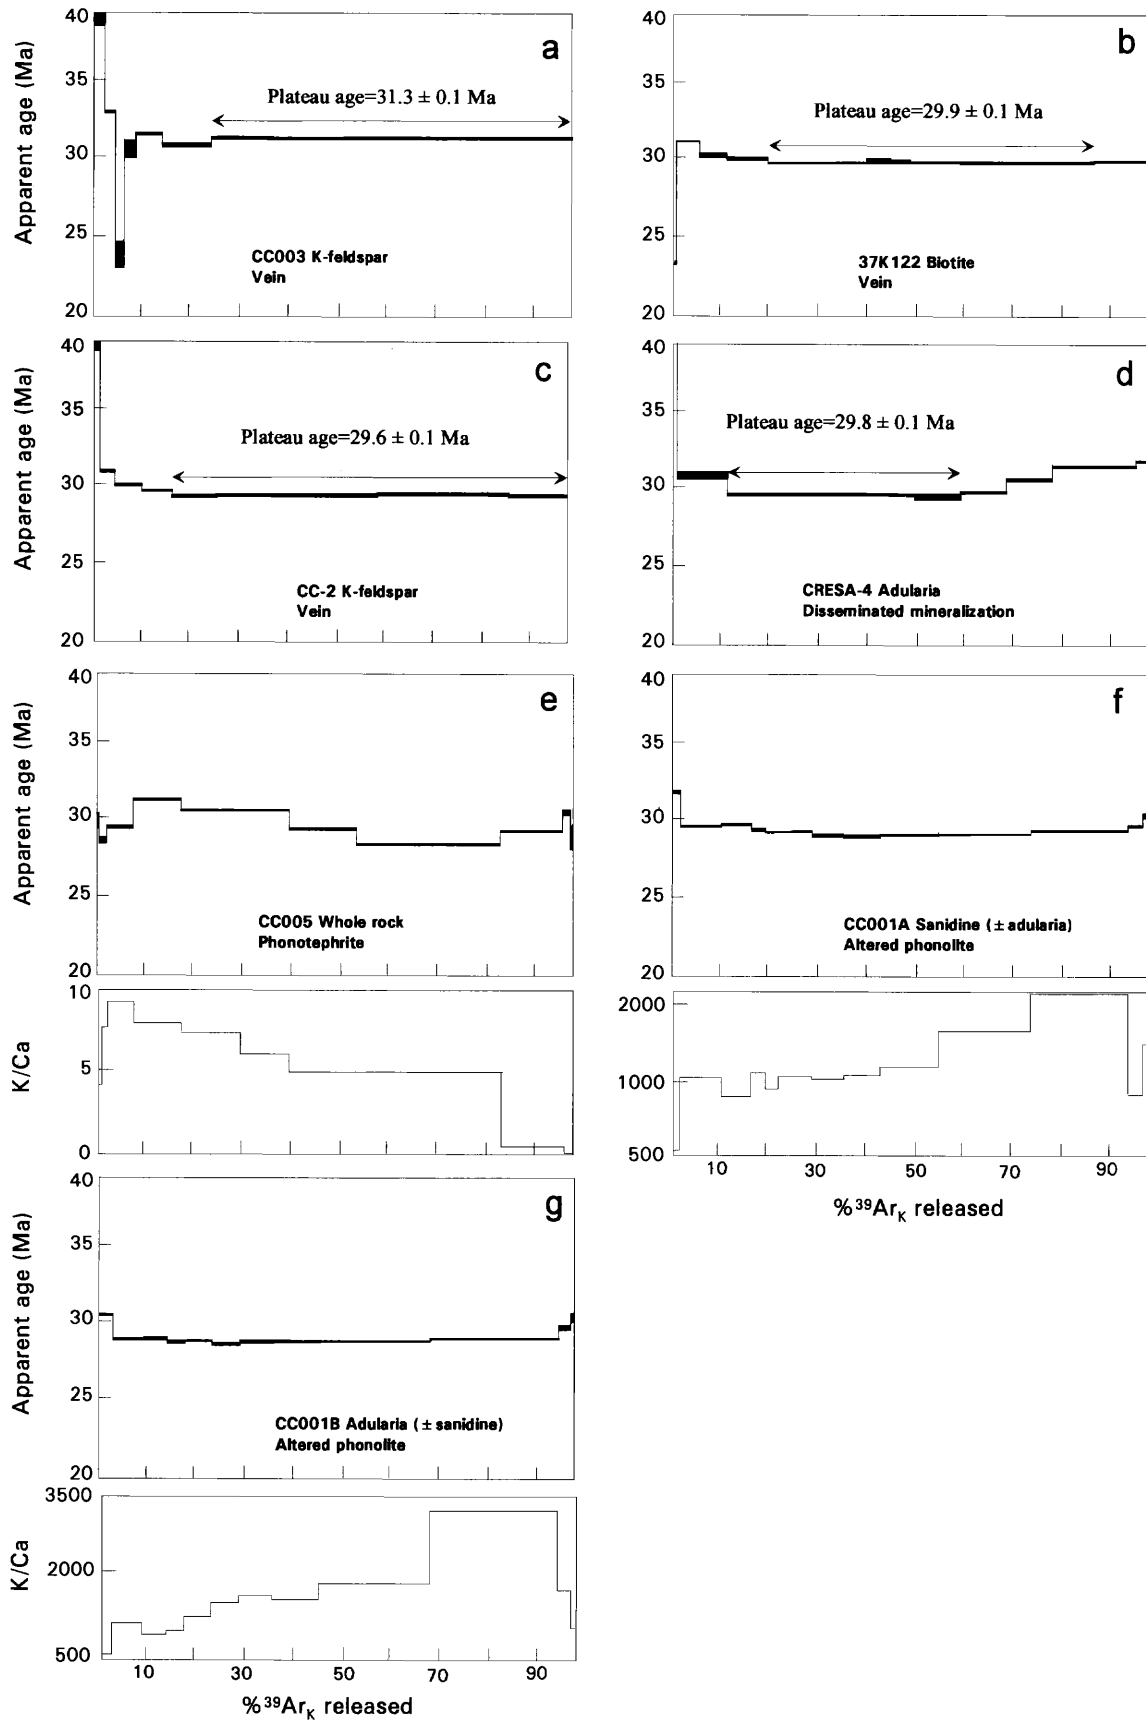 a
Apparent age (Ma)
40
35
30
25
20
Plateau age=31.3 ± 0.1 Ma
CC003 K-feldspar
Vein
b
40
35
30
25
20
Plateau age=29.9 ± 0.1 Ma
37K122 Biotite
Vein
c
Apparent age (Ma)
40
35
30
25
20
Plateau age=29.6 ± 0.1 Ma
CC-2 K-feldspar
Vein
d
40
35
30
25
20
Plateau age=29.8 ± 0.1 Ma
CRESA-4 Adularia
Disseminated mineralization
e
Apparent age (Ma)
40
35
30
25
20
CC005 Whole rock
Phonotephrite
K/Ca
10
5
0
f
40
35
30
25
20
CC001A Sanidine (± adularia)
Altered phonolite
2000
1000
500
10 30 50 70 90
% ³⁹Ar_K released
g
Apparent age (Ma)
40
35
30
25
20
CC001B Adularia (± sanidine)
Altered phonolite
K/Ca
3500
2000
500
10 30 50 70 90
% ³⁹Ar_K released